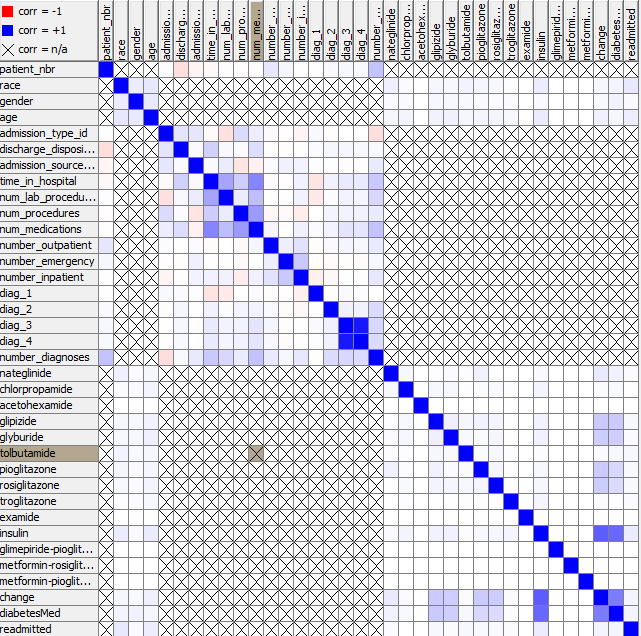 corr = -1
corr = +1
corr = n/a
patient_nbr
race
gender
age
admissio...
discharg...
admissio...
time_in_...
num_lab...
num_pro...
num_me...
number_...
number_...
number_i...
diag_1
diag_2
diag_3
diag_4
number_...
nateglinide
chlorprop...
acetohex...
glipizide
glyburide
tolbutamide
pioglitazo...
rosiglitaz...
troglitazone
examide
insulin
glimepirid...
metformi...
metformi...
change
diabetes...
readmitted
patient_nbr
race
gender
age
admission_type_id
discharge_disposi...
admission_source...
time_in_hospital
num_lab_procedu...
num_procedures
num_medications
number_outpatient
number_emergency
number_inpatient
diag_1
diag_2
diag_3
diag_4
number_diagnoses
nateglinide
chlorpropamide
acetohexamide
glipizide
glyburide
tolbutamide
pioglitazone
rosiglitazone
troglitazone
examide
insulin
glimepiride-pioglit...
metformin-rosiglit...
metformin-pioglit...
change
diabetesMed
readmitted